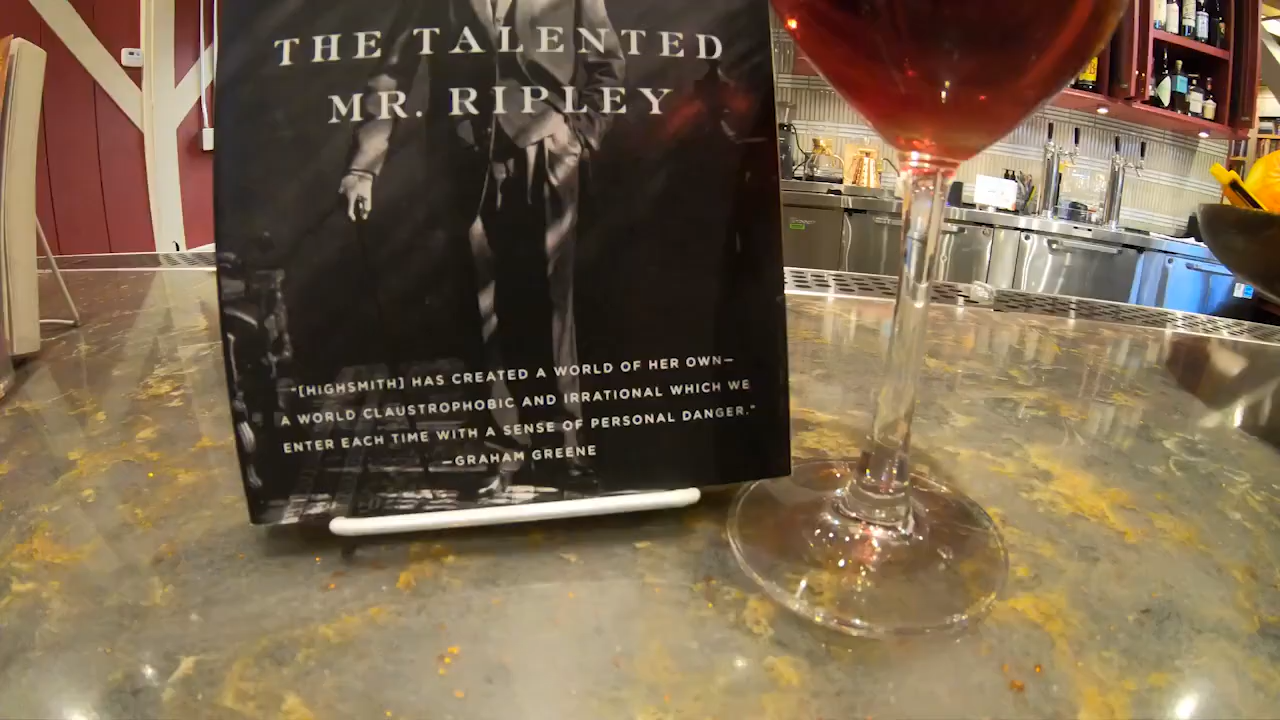 THE TALENTED
MR. RIPLEY
"[HIGHSMITH] HAS CREATED A WORLD OF HER OWN—
A WORLD CLAUSTROPHOBIC AND IRRATIONAL WHICH WE
ENTER EACH TIME WITH A SENSE OF PERSONAL DANGER."
—GRAHAM GREENE